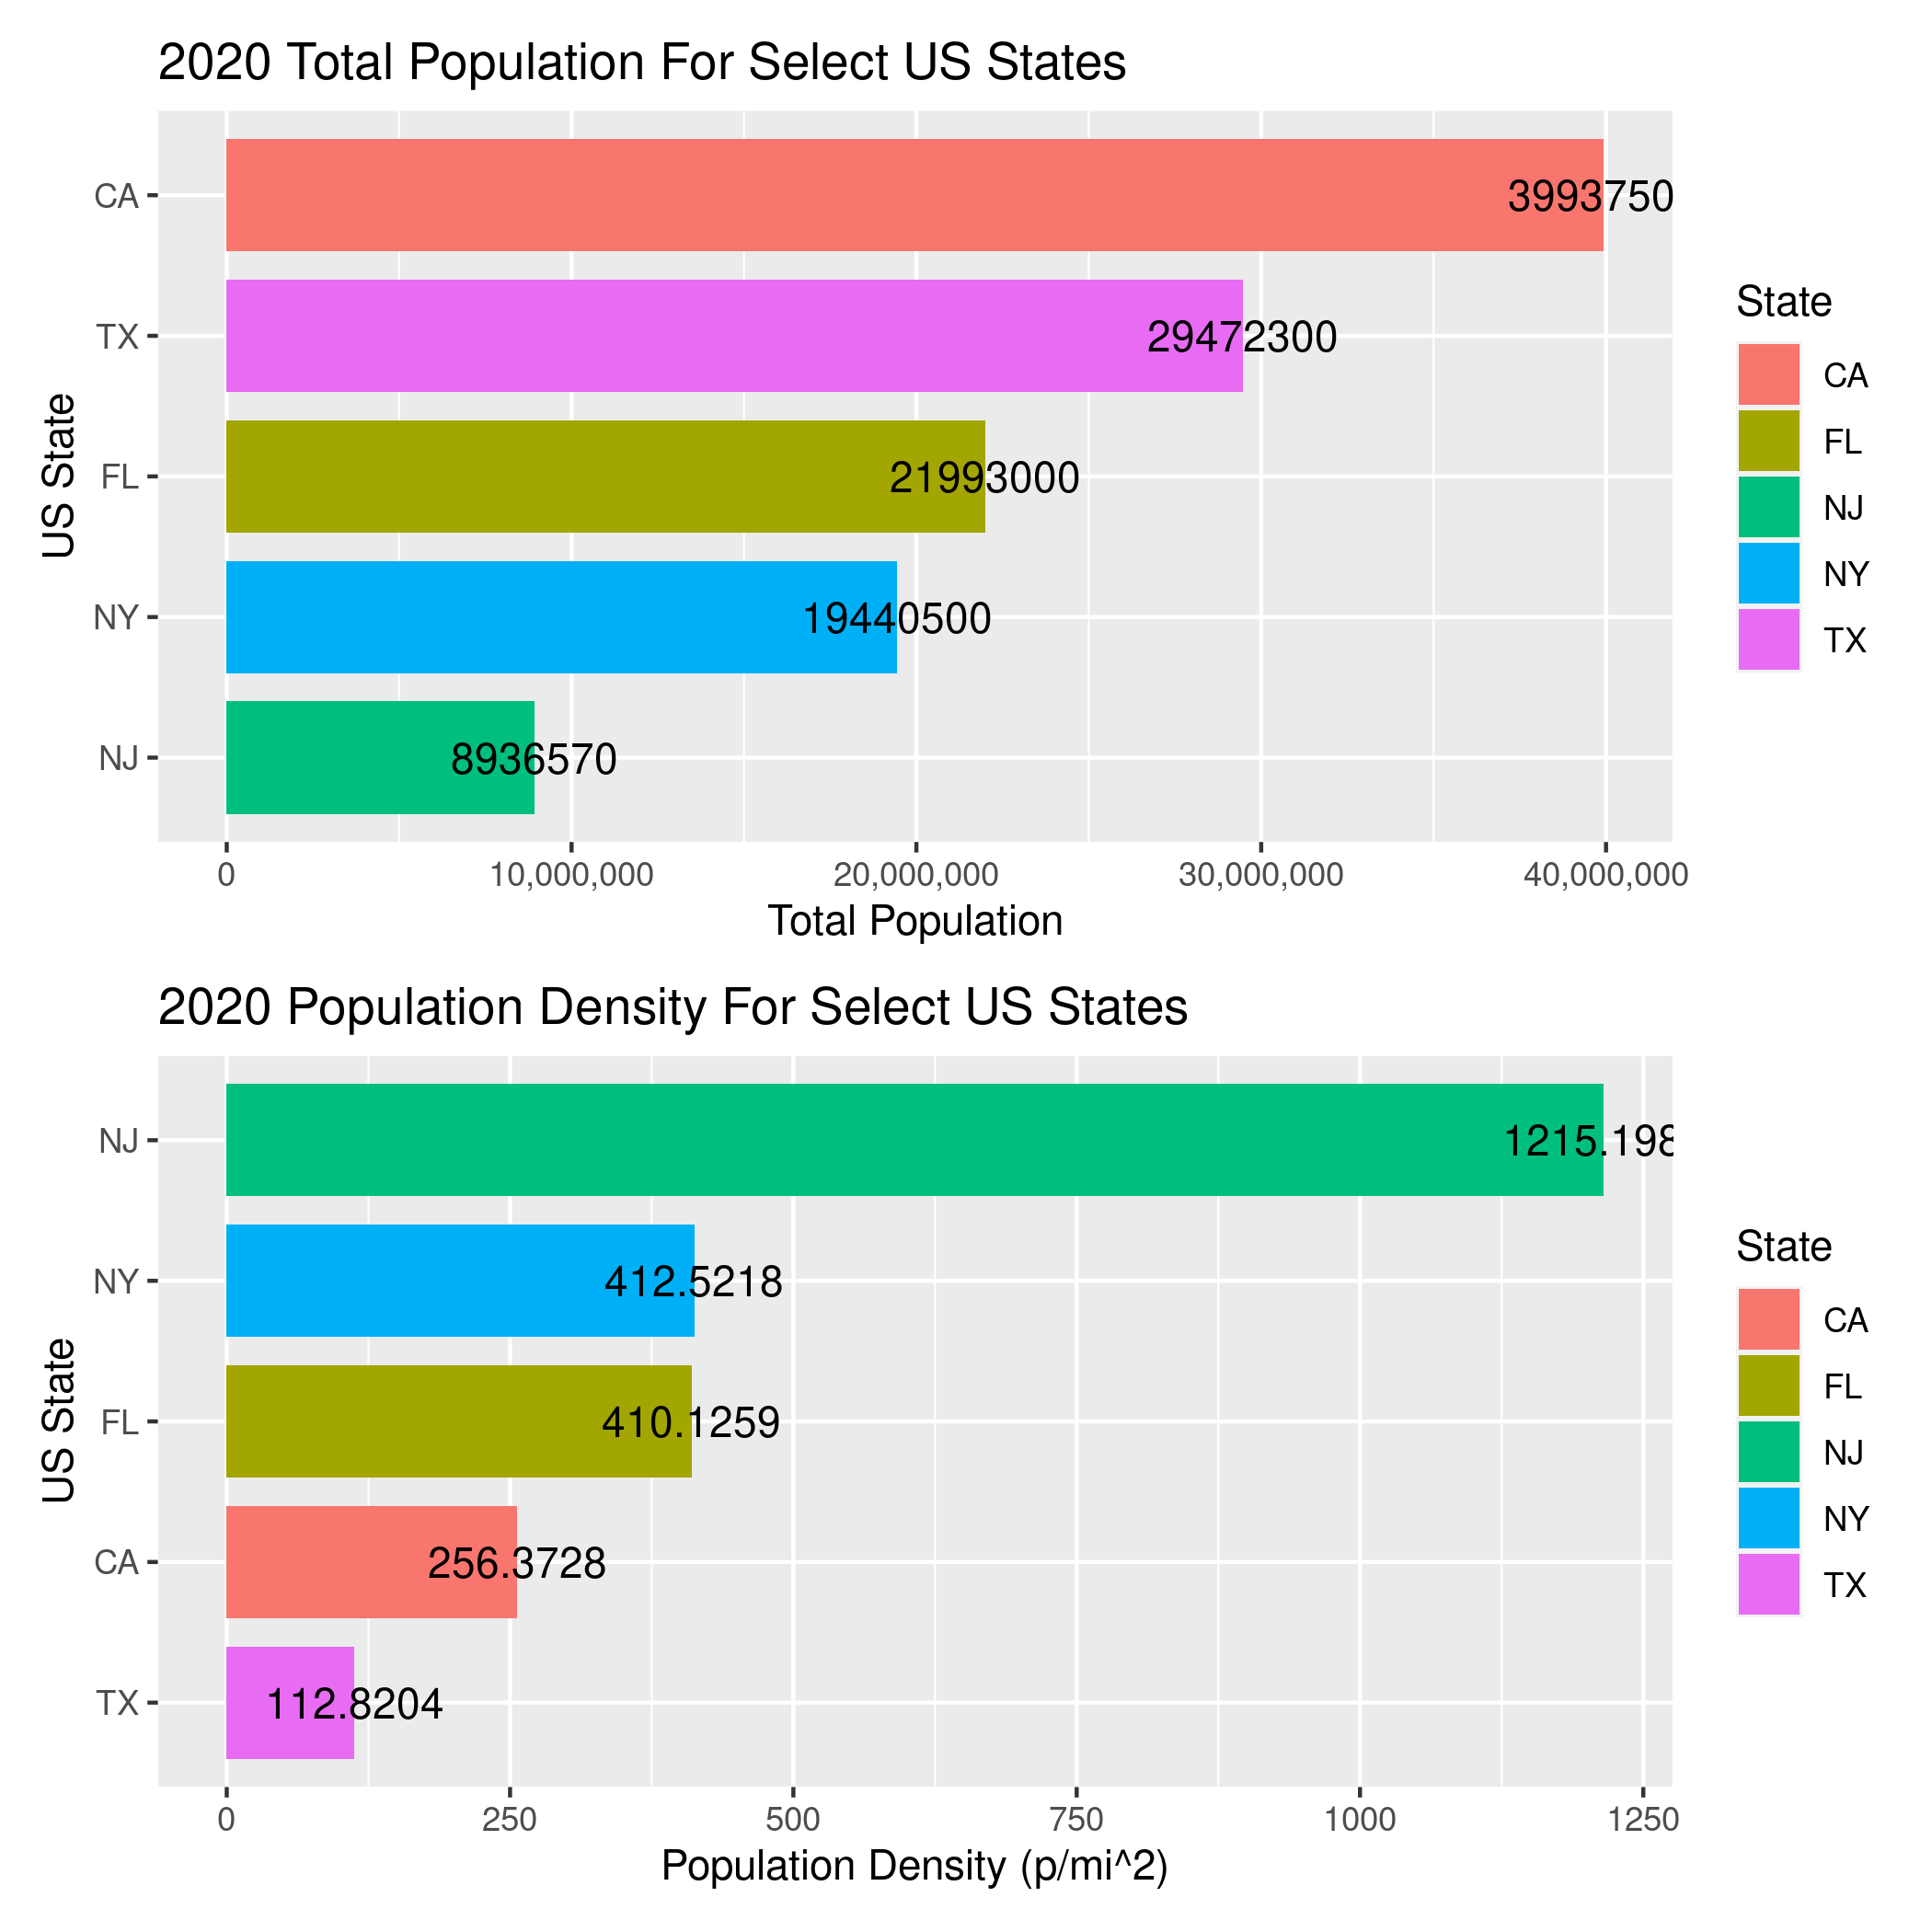 2020 Total Population For Select US States
CA
3993750
TX
29472300
FL
21993000
NY
19440500
NJ
8936570
US State
0 10,000,000 20,000,000 30,000,000 40,000,000
Total Population
State
CA
FL
NJ
NY
TX
2020 Population Density For Select US States
NJ
1215.198
NY
412.5218
FL
410.1259
CA
256.3728
TX
112.8204
US State
0 250 500 750 1000 1250
Population Density (p/mi^2)
State
CA
FL
NJ
NY
TX